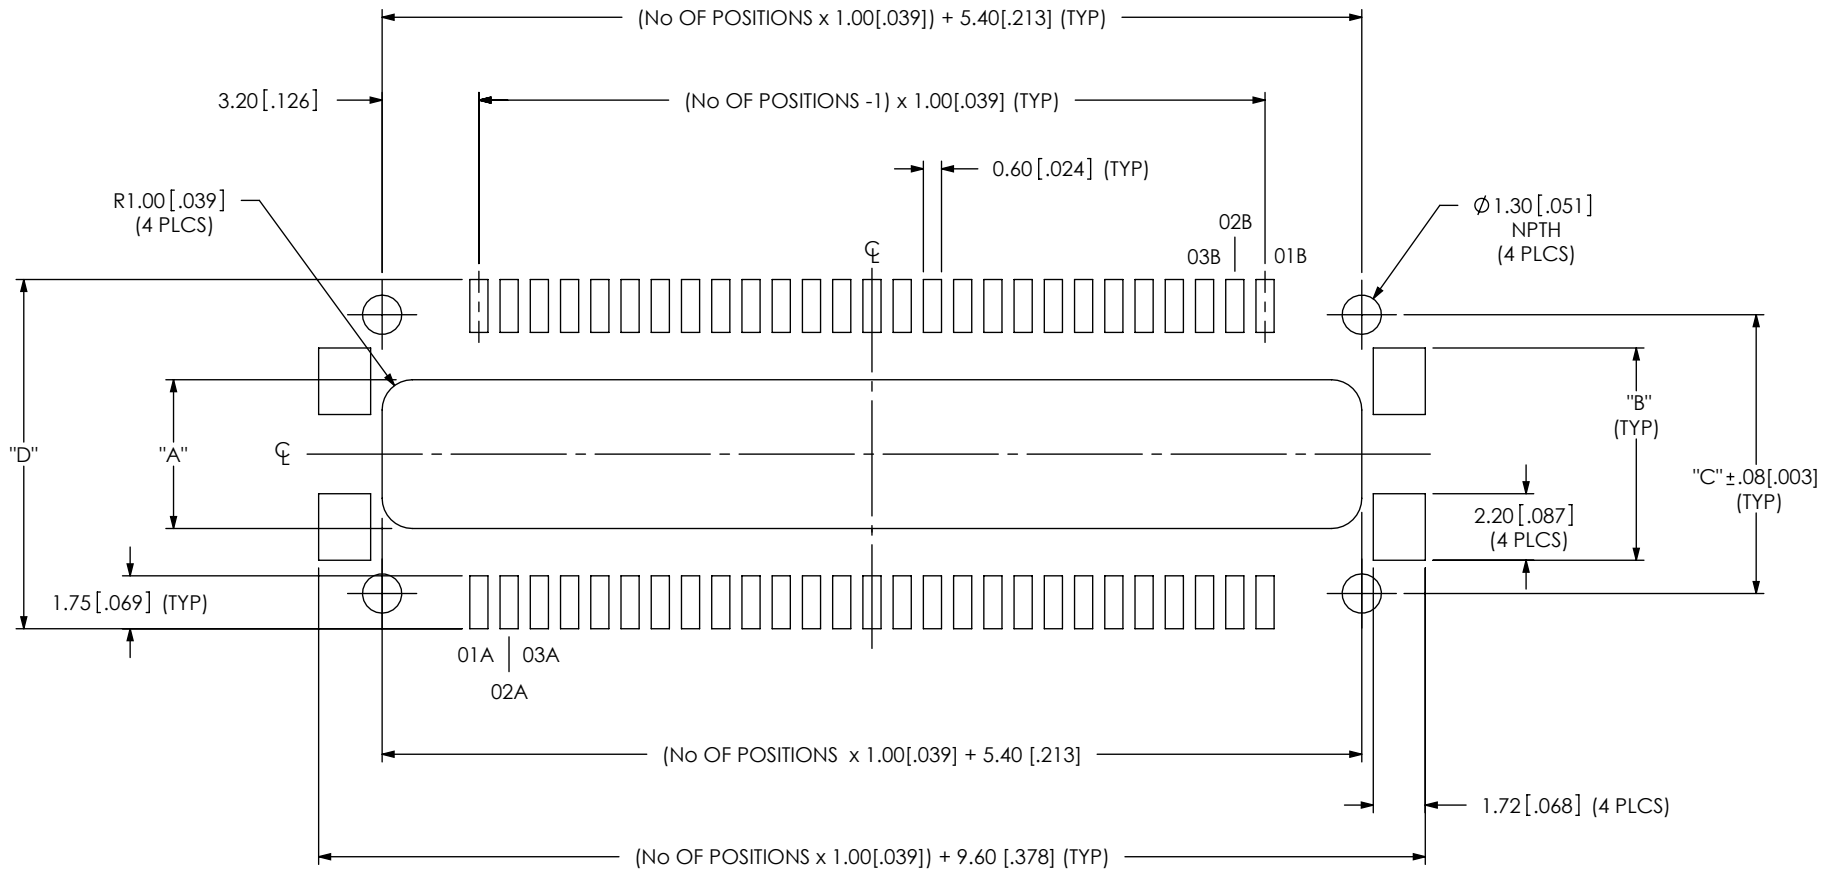 (No OF POSITIONS x 1.00[.039]) + 5.40[.213] (TYP)
3.20[.126]
(No OF POSITIONS -1) x 1.00[.039] (TYP)
0.60[.024] (TYP)
R1.00[.039]
(4 PLCS)
Ø1.30[.051]
NPTH
(4 PLCS)
02B
03B
01B
℄
"D"
"A"
℄
"B"
(TYP)
"C"±.08[.003]
(TYP)
2.20[.087]
(4 PLCS)
1.75[.069] (TYP)
01A
03A
02A
(No OF POSITIONS x 1.00[.039] + 5.40 [.213]
1.72[.068] (4 PLCS)
(No OF POSITIONS x 1.00[.039]) + 9.60 [.378] (TYP)